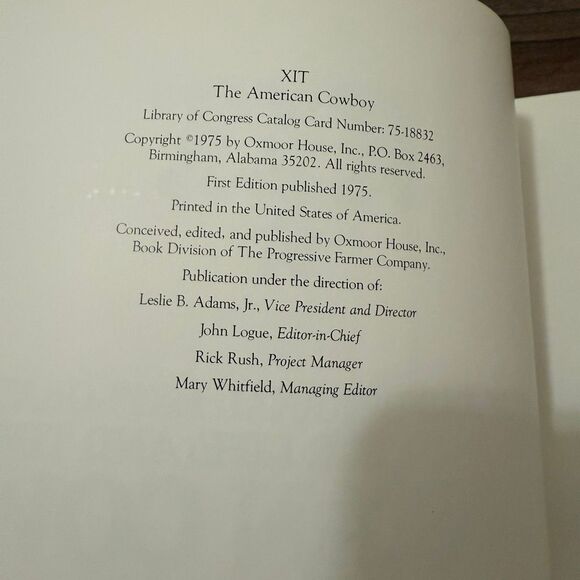 XIT
The American Cowboy
Library of Congress Catalog Card Number: 75-18832
Copyright ©1975 by Oxmoor House, Inc., P.O. Box 2463,
Birmingham, Alabama 35202. All rights reserved.
First Edition published 1975.
Printed in the United States of America.
Conceived, edited, and published by Oxmoor House, Inc.,
Book Division of The Progressive Farmer Company.
Publication under the direction of:
Leslie B. Adams, Jr., Vice President and Director
John Logue, Editor-in-Chief
Rick Rush, Project Manager
Mary Whitfield, Managing Editor